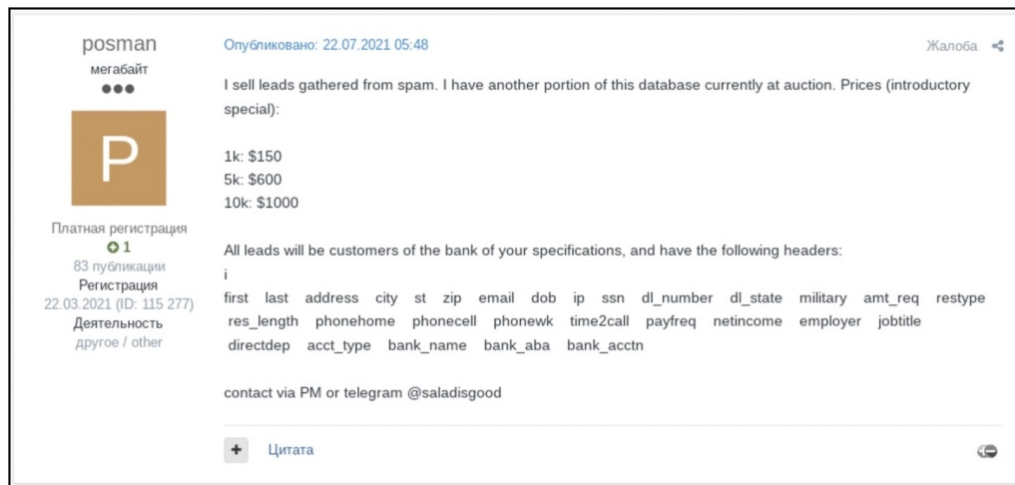 posman
мегабайт
P
Платная регистрация
1
83 публикации
Регистрация
22.03.2021 (ID: 115 277)
Деятельность
другое / other
Опубликовано: 22.07.2021 05:48
Жалоба
I sell leads gathered from spam. I have another portion of this database currently at auction. Prices (introductory
special):
1k: $150
5k: $600
10k: $1000
All leads will be customers of the bank of your specifications, and have the following headers:
i
first last address city st zip email dob ip ssn dl_number dl_state military amt_req restype
res_length phonehome phonecell phonewk time2call payfreq netincome employer jobtitle
directdep acct_type bank_name bank_aba bank_acctn
contact via PM or telegram @saladisgood
+ Цитата